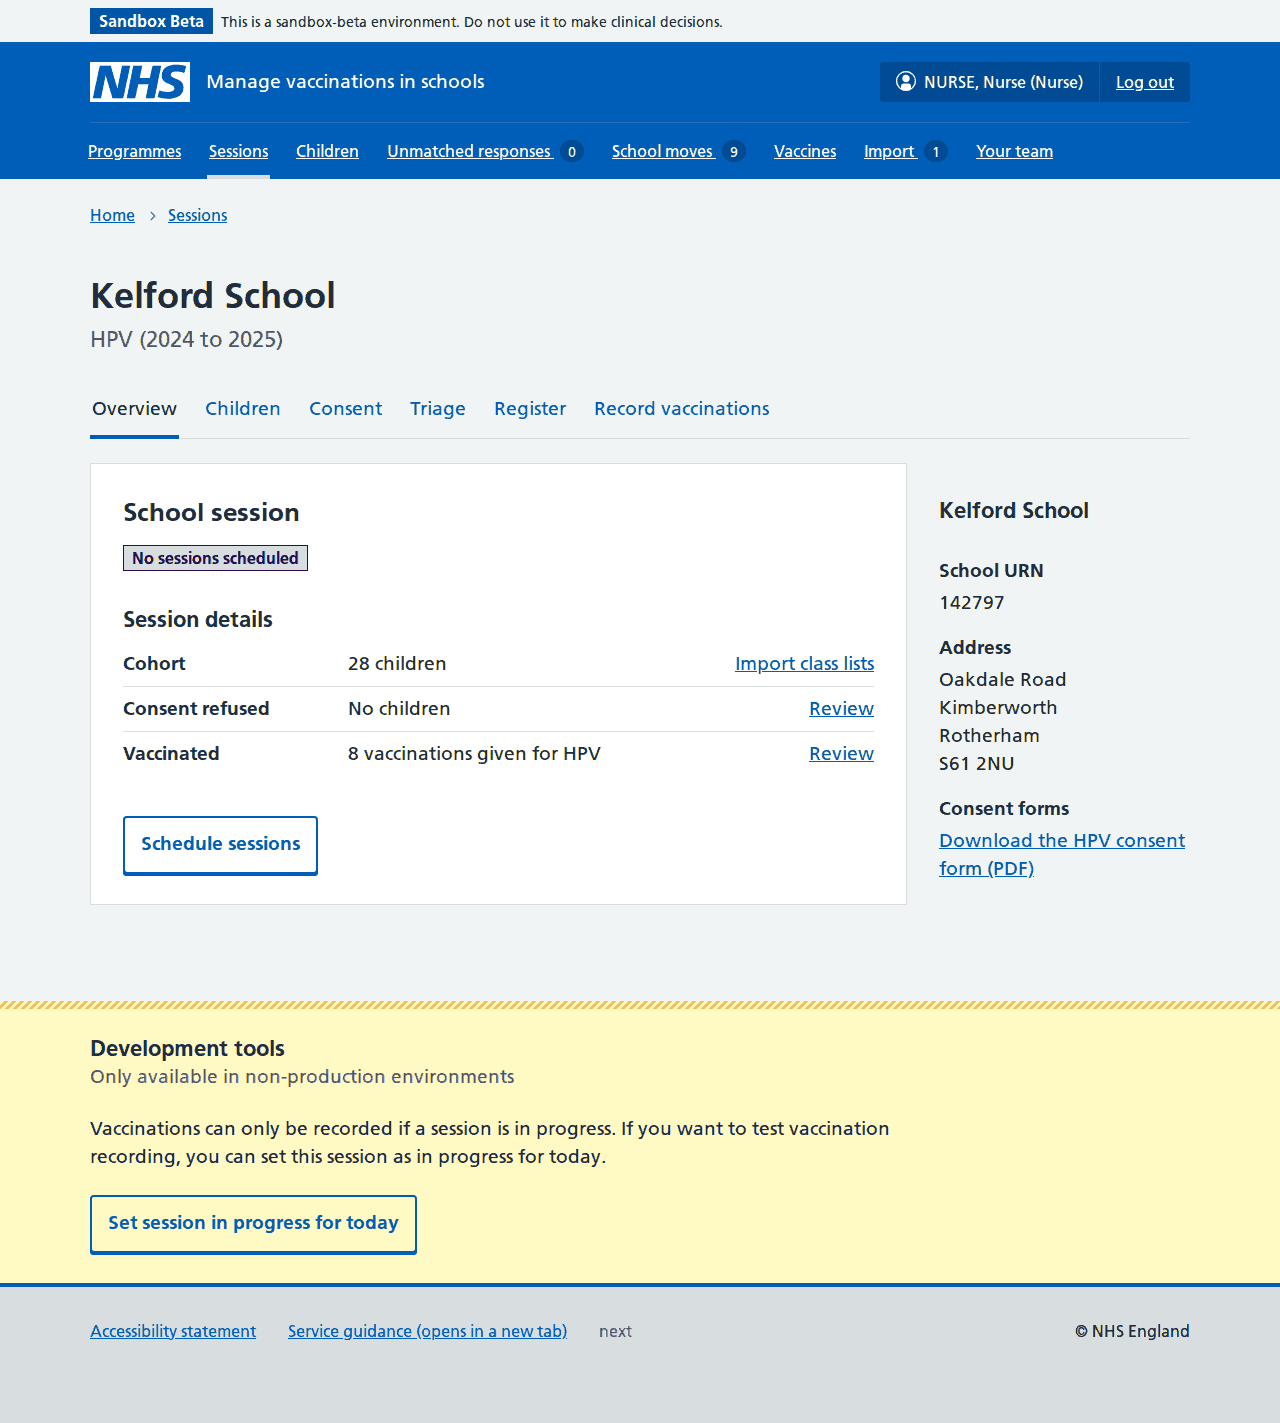 Sandbox Beta This is a sandbox-beta environment. Do not use it to make clinical decisions.
NHS Manage vaccinations in schools NURSE, Nurse (Nurse) Log out
Programmes Sessions Children Unmatched responses 0 School moves 9 Vaccines Import 1 Your team
Home Sessions
Kelford School
HPV (2024 to 2025)
Overview Children Consent Triage Register Record vaccinations
School session
No sessions scheduled
Session details
Cohort 28 children Import class lists
Consent refused No children Review
Vaccinated 8 vaccinations given for HPV Review
Schedule sessions
Kelford School
School URN
142797
Address
Oakdale Road
Kimberworth
Rotherham
S61 2NU
Consent forms
Download the HPV consent
form (PDF)
Development tools
Only available in non-production environments
Vaccinations can only be recorded if a session is in progress. If you want to test vaccination
recording, you can set this session as in progress for today.
Set session in progress for today
Accessibility statement Service guidance (opens in a new tab) next © NHS England